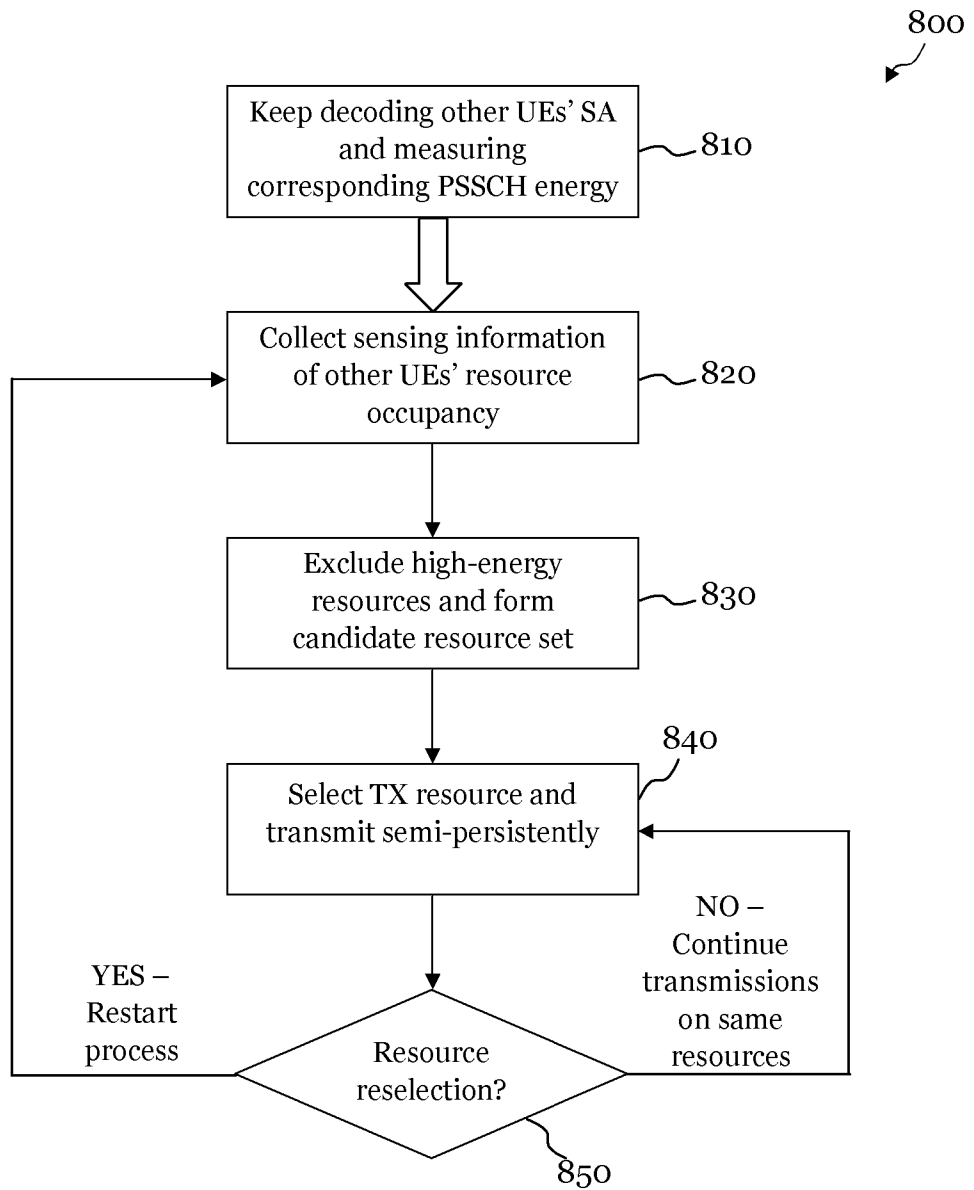 800
Keep decoding other UEs’ SA
and measuring
corresponding PSSCH energy
810
Collect sensing information
of other UEs’ resource
occupancy
820
Exclude high-energy
resources and form
candidate resource set
830
840
Select TX resource and
transmit semi-persistently
NO –
Continue
transmissions
on same
resources
YES –
Restart
process
Resource
reselection?
850